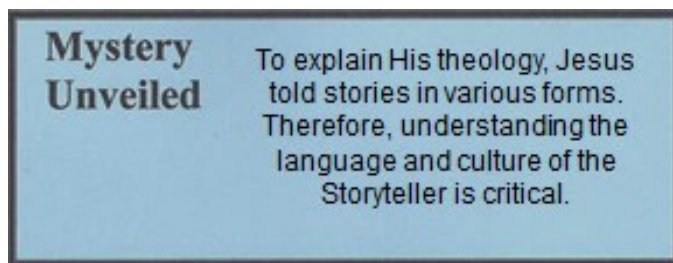 Mystery
Unveiled
To explain His theology, Jesus
told stories in various forms.
Therefore, understanding the
language and culture of the
Storyteller is critical.